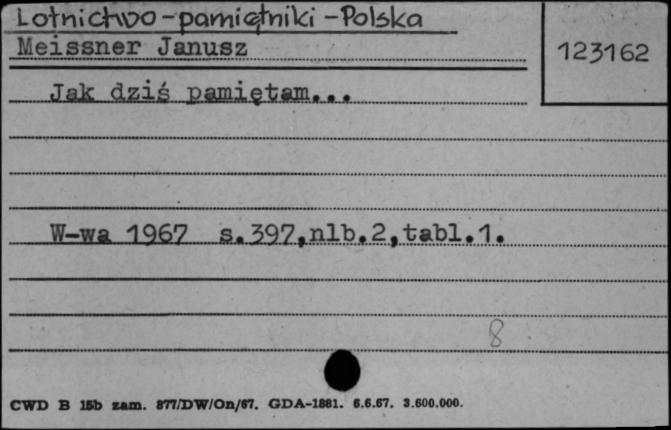 Lotnictwo - pamiętniki - Polska
Meissner Janusz
123162
Jak dziś pamiętam...
W-wa 1967 s.397,nlb.2,tabl.1.
8
CWD B 15b zam. 877/DW/On/67. GDA-1881. 6.6.67. 3.600.000.